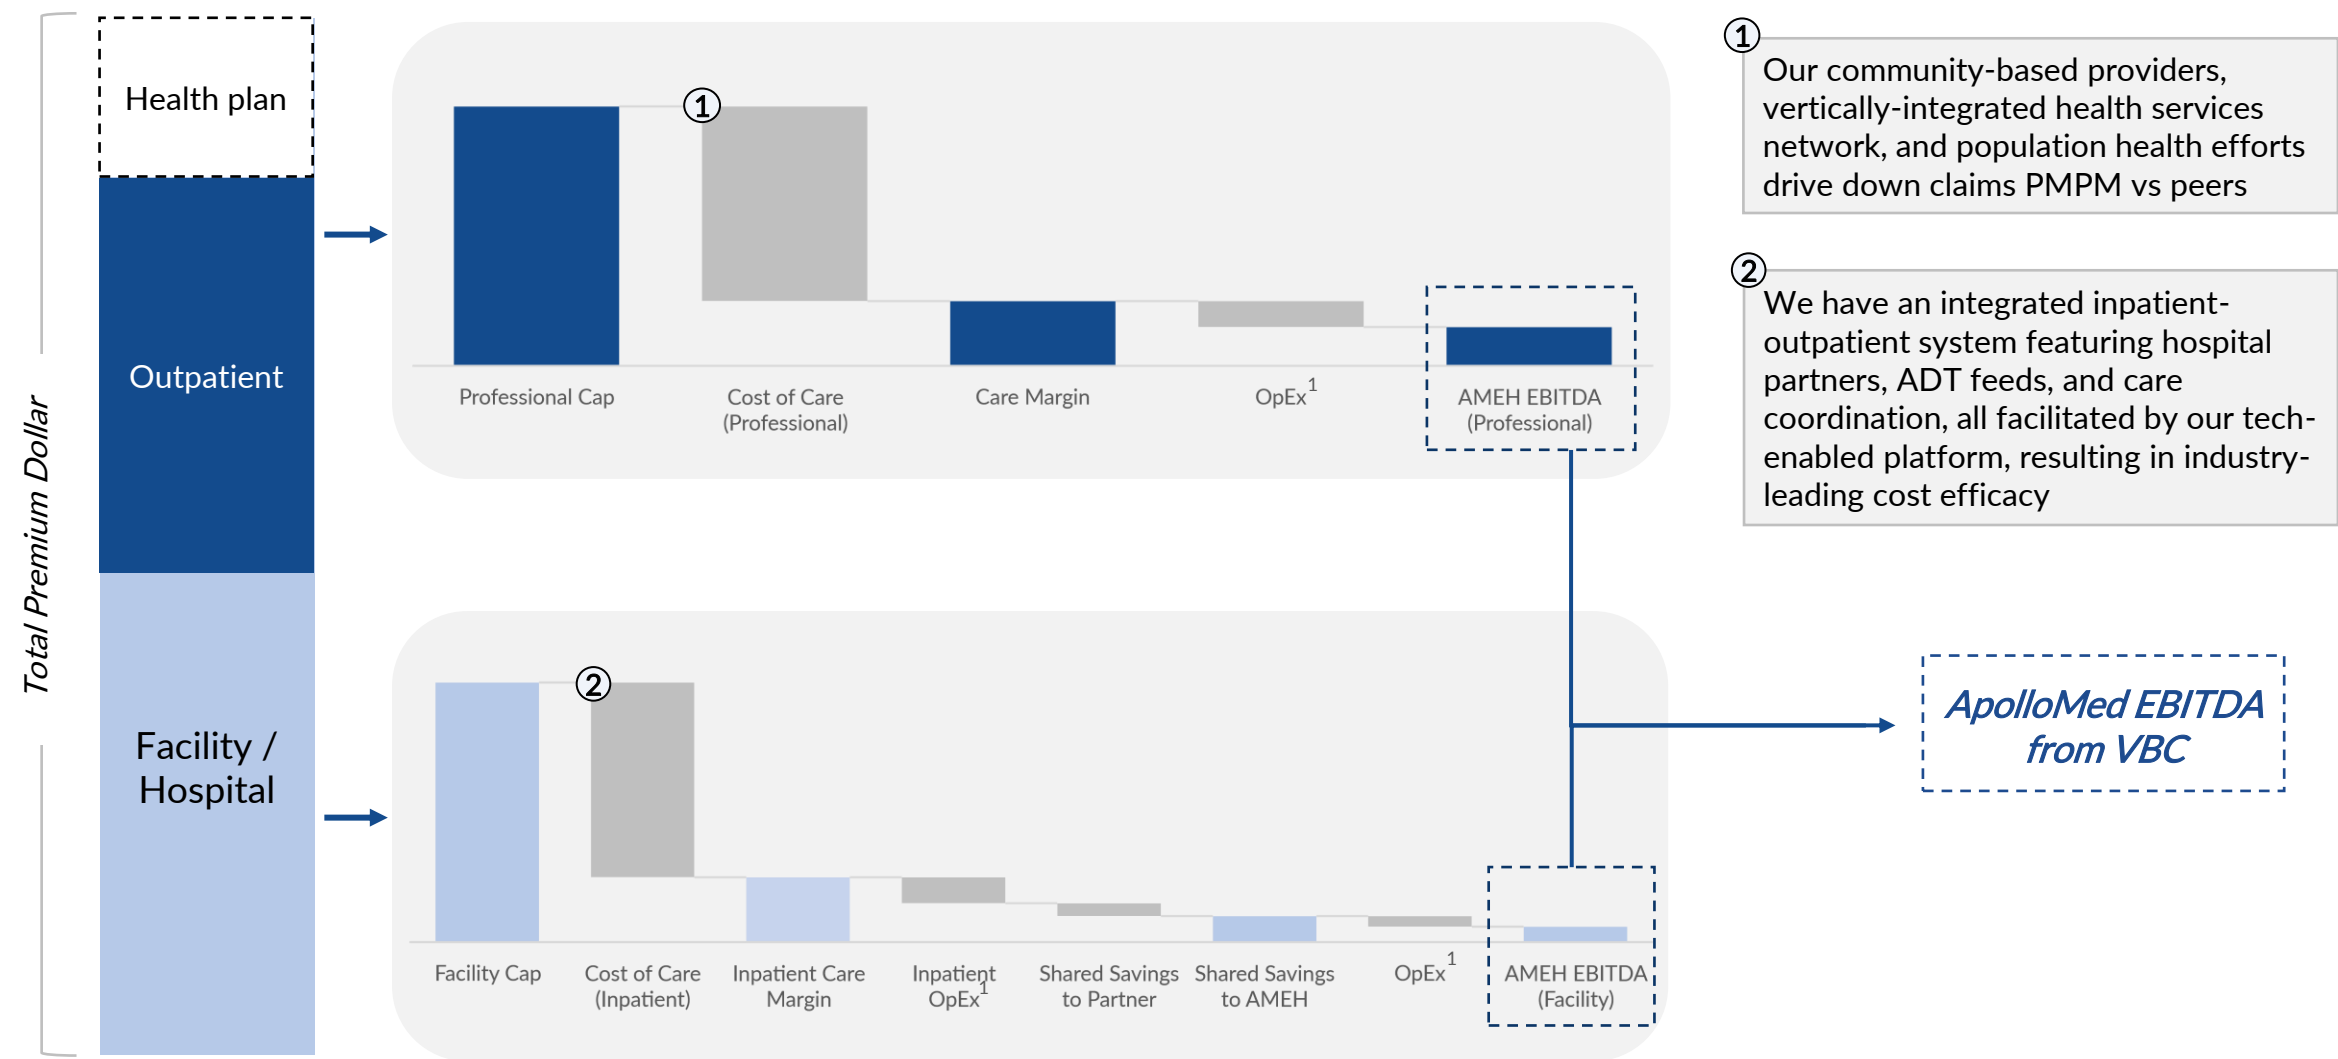 Total Premium Dollar
Health plan
Outpatient
Facility /
Hospital
1
Professional Cap
Cost of Care
(Professional)
Care Margin
OpEx1
AMEH EBITDA
(Professional)
2
Facility Cap
Cost of Care
(Inpatient)
Inpatient Care
Margin
Inpatient
OpEx1
Shared Savings
to Partner
Shared Savings
to AMEH
OpEx1
AMEH EBITDA
(Facility)
1
Our community-based providers,
vertically-integrated health services
network, and population health efforts
drive down claims PMPM vs peers
2
We have an integrated inpatient-
outpatient system featuring hospital
partners, ADT feeds, and care
coordination, all facilitated by our tech-
enabled platform, resulting in industry-
leading cost efficacy
ApolloMed EBITDA
from VBC